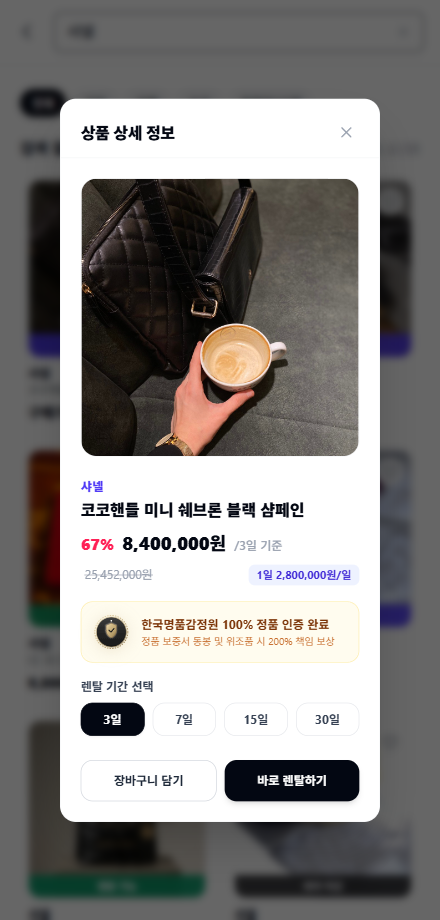 상품 상세 정보
샤넬
코코핸들 미니 쉐브론 블랙 샴페인
67% 8,400,000원 /3일 기준
25,452,000원
1일 2,800,000원/일
한국명품감정원 100% 정품 인증 완료
정품 보증서 동봉 및 위조품 시 200% 책임 보상
렌탈 기간 선택
3일
7일
15일
30일
장바구니 담기
바로 렌탈하기